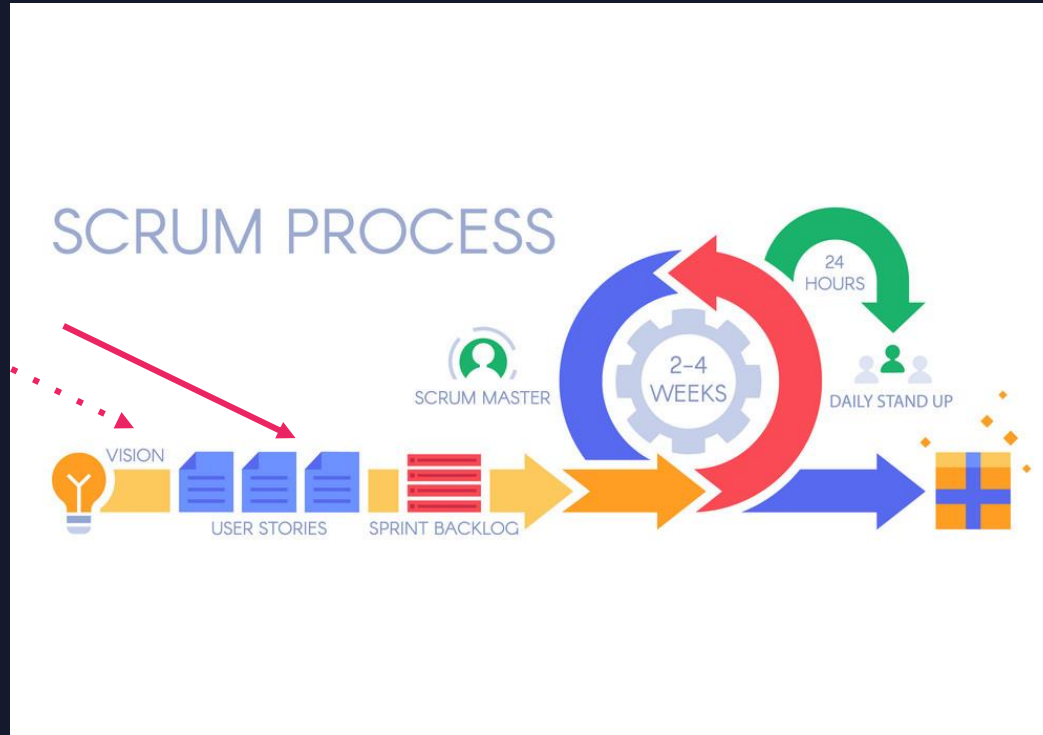 SCRUM PROCESS
24
HOURS
2-4
WEEKS
SCRUM MASTER
DAILY STAND UP
VISION
USER STORIES
SPRINT BACKLOG